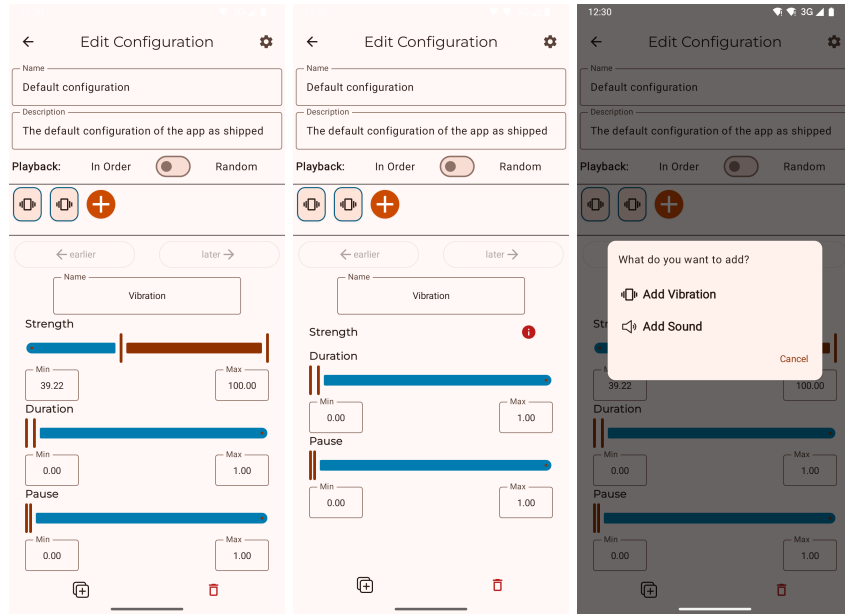 Edit Configuration
Name
Default configuration
Description
The default configuration of the app as shipped
Playback: In Order Random
earlier later
Name
Vibration
Strength
Min Max
39.22 100.00
Duration
Min Max
0.00 1.00
Pause
Min Max
0.00 1.00
Edit Configuration
Name
Default configuration
Description
The default configuration of the app as shipped
Playback: In Order Random
earlier later
Name
Vibration
Strength
Duration
Min Max
0.00 1.00
Pause
Min Max
0.00 1.00
12:30 3G
Edit Configuration
Name
Default configuration
Description
The default configuration of the app as shipped
Playback: In Order Random
What do you want to add?
Add Vibration
Add Sound
Cancel
Str
Min Max
39.22 100.00
Duration
Min Max
0.00 1.00
Pause
Min Max
0.00 1.00